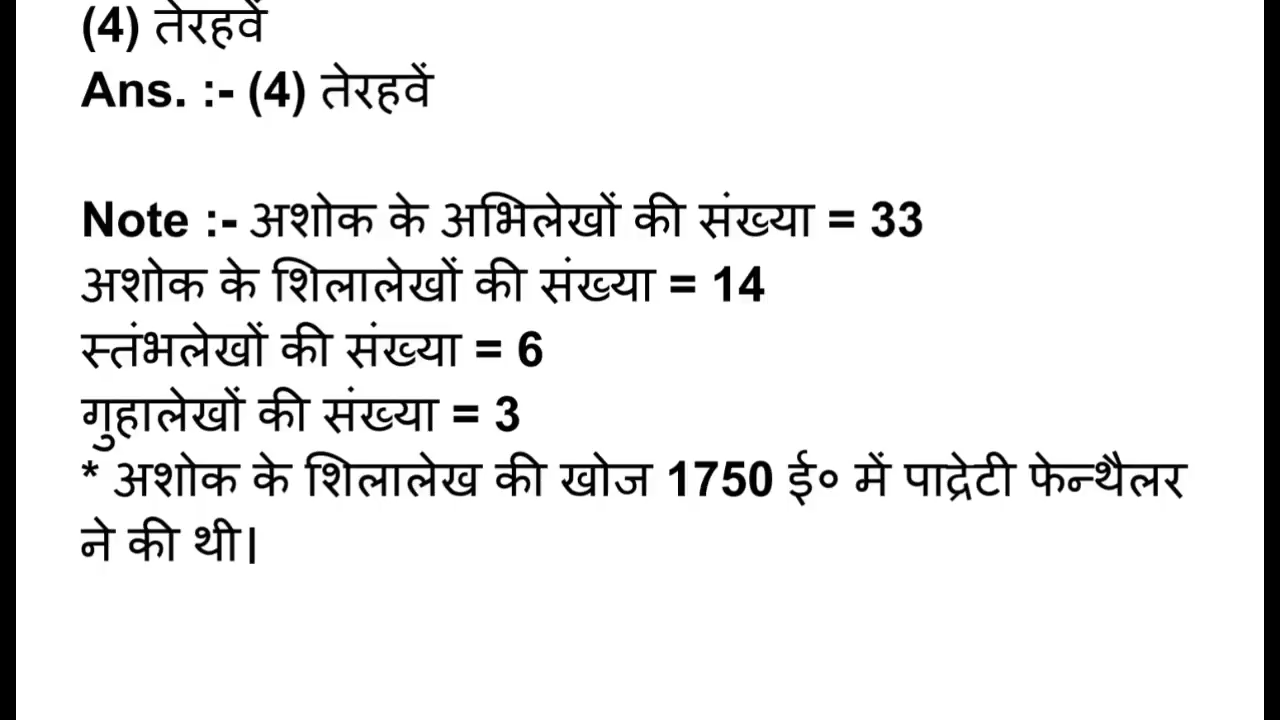 (4) तेरहवें
Ans. :- (4) तेरहवें
Note :- अशोक के अभिलेखों की संख्या = 33
अशोक के शिलालेखों की संख्या = 14
स्तंभलेखों की संख्या = 6
गुहालेखों की संख्या = 3
* अशोक के शिलालेख की खोज 1750 ई० में पाद्रेटी फेन्थैलर
ने की थी।